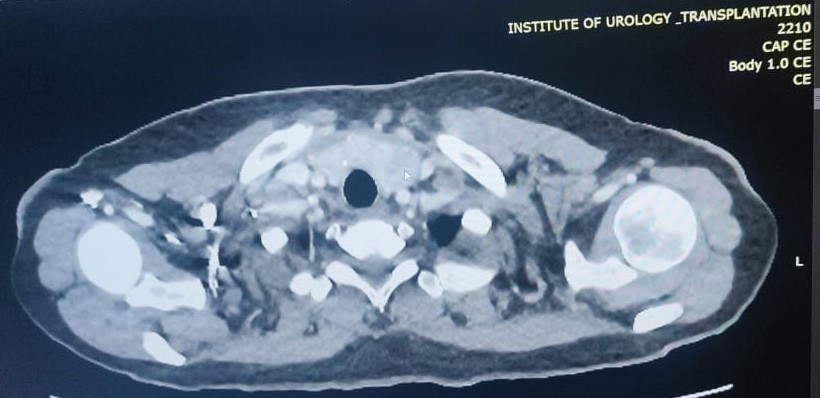 INSTITUTE OF UROLOGY _TRANSPLANTATION
2210
CAP CE
Body 1.0 CE
CE
L